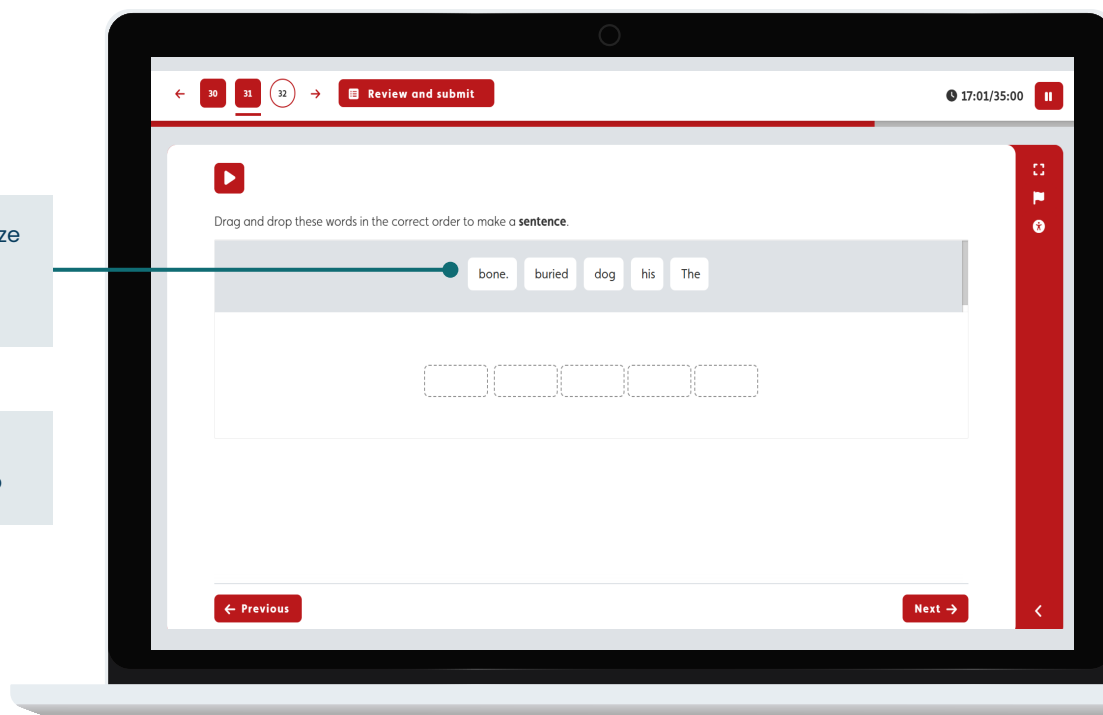 30 31 32 Review and submit 17:01/35:00
Drag and drop these words in the correct order to make a sentence.
bone. buried dog his The
Previous Next